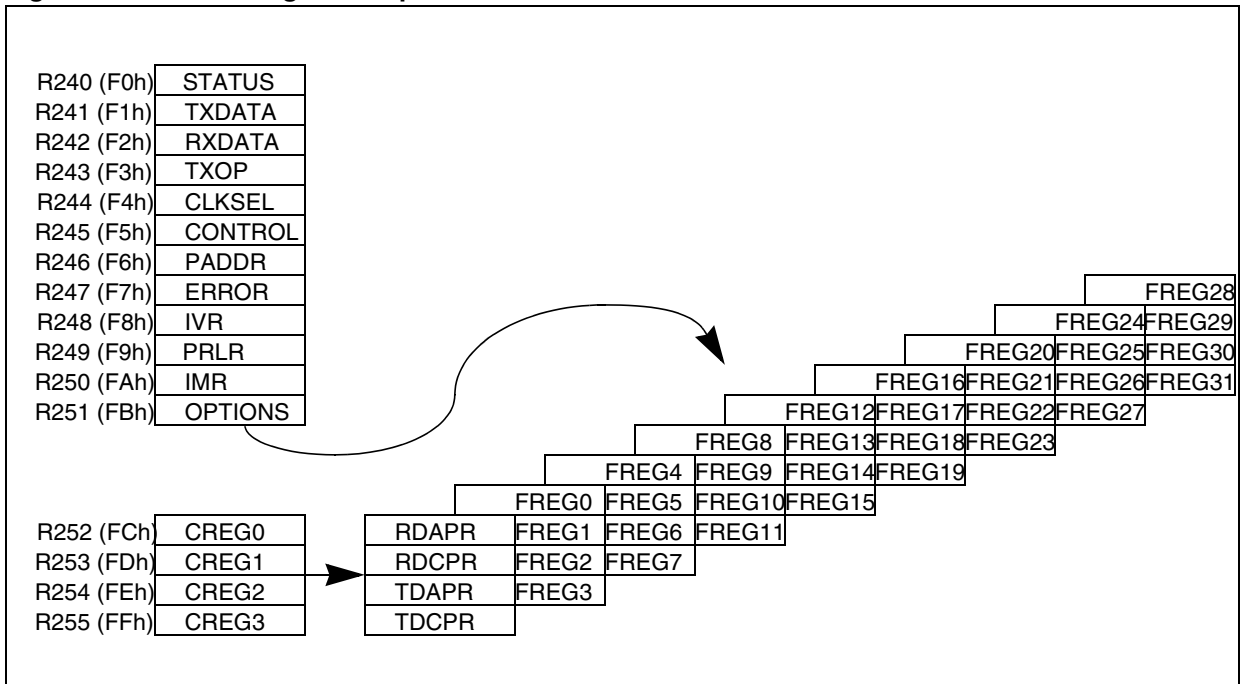 R240 (F0h) STATUS
R241 (F1h) TXDATA
R242 (F2h) RXDATA
R243 (F3h) TXOP
R244 (F4h) CLKSEL
R245 (F5h) CONTROL
R246 (F6h) PADDR
R247 (F7h) ERROR FREG28
R248 (F8h) IVR FREG24 FREG29
R249 (F9h) PRLR FREG20 FREG25 FREG30
R250 (FAh) IMR FREG16 FREG21 FREG26 FREG31
R251 (FBh) OPTIONS FREG12 FREG17 FREG22 FREG27
FREG8 FREG13 FREG18 FREG23
FREG4 FREG9 FREG14 FREG19
FREG0 FREG5 FREG10 FREG15
R252 (FCh) CREG0 RDAPR FREG1 FREG6 FREG11
R253 (FDh) CREG1 RDCPR FREG2 FREG7
R254 (FEh) CREG2 TDAPR FREG3
R255 (FFh) CREG3 TDCPR